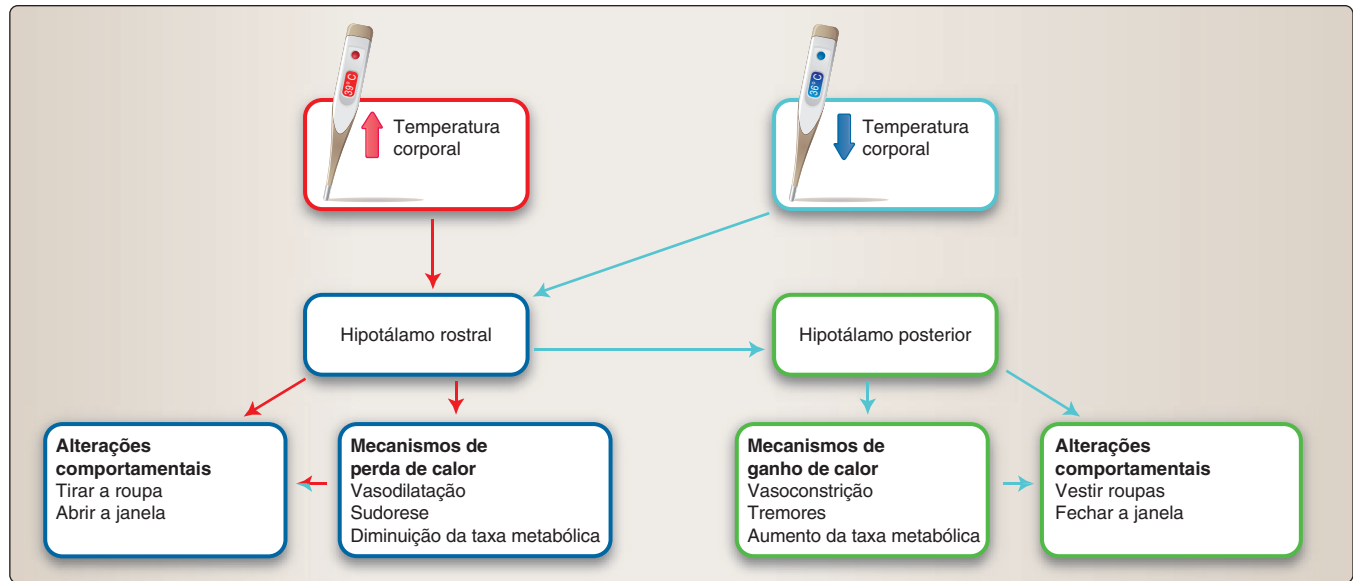 39° C
Temperatura
corporal
36° C
Temperatura
corporal
Hipotálamo rostral
Hipotálamo posterior
Alterações
comportamentais
Tirar a roupa
Abrir a janela
Mecanismos de
perda de calor
Vasodilatação
Sudorese
Diminuição da taxa metabólica
Mecanismos de
ganho de calor
Vasoconstrição
Tremores
Aumento da taxa metabólica
Alterações
comportamentais
Vestir roupas
Fechar a janela